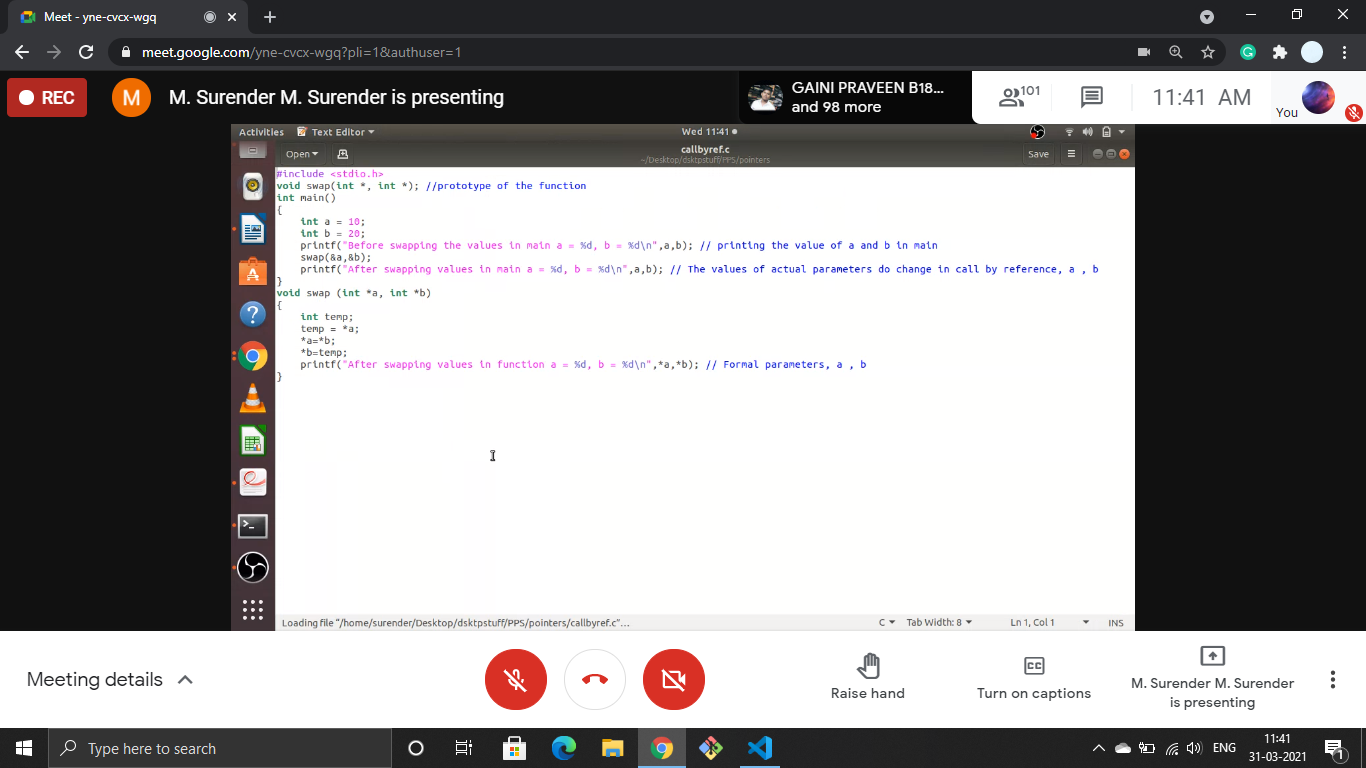 Meet - yne-cvcx-wgq
meet.google.com/yne-cvcx-wgq?pli=1&authuser=1
REC
M
M. Surender M. Surender is presenting
GAINI PRAVEEN B18...
and 98 more
101
11:41 AM
You
Activities
Text Editor
Wed 11:41
Open
callbyref.c
~/Desktop/dsktpstuff/PPS/pointers
Save
#include <stdio.h>
void swap(int *, int *); //prototype of the function
int main()
{
    int a = 10;
    int b = 20;
    printf("Before swapping the values in main a = %d, b = %d\n",a,b); // printing the value of a and b in main
    swap(&a,&b);
    printf("After swapping values in main a = %d, b = %d\n",a,b); // The values of actual parameters do change in call by reference, a , b
}
void swap (int *a, int *b)
{
    int temp;
    temp = *a;
    *a=*b;
    *b=temp;
    printf("After swapping values in function a = %d, b = %d\n",*a,*b); // Formal parameters, a , b
}
Loading file "/home/surender/Desktop/dsktpstuff/PPS/pointers/callbyref.c"...
C
Tab Width: 8
Ln 1, Col 1
INS
Meeting details
Raise hand
CC
Turn on captions
M. Surender M. Surender
is presenting
Type here to search
ENG
11:41
31-03-2021
1